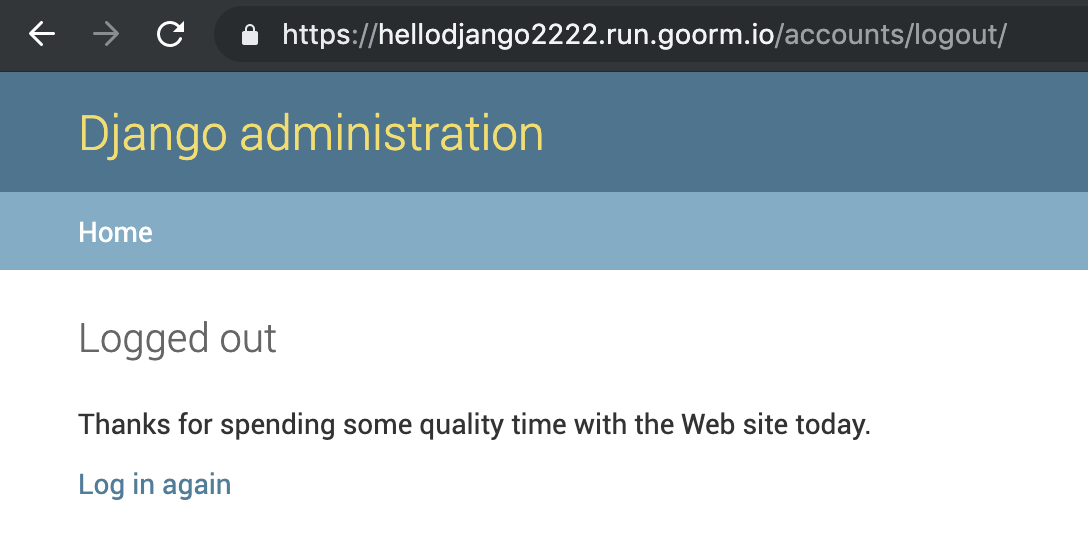 https://hellodjango2222.run.goorm.io/accounts/logout/
Django administration
Home
Logged out
Thanks for spending some quality time with the Web site today.
Log in again